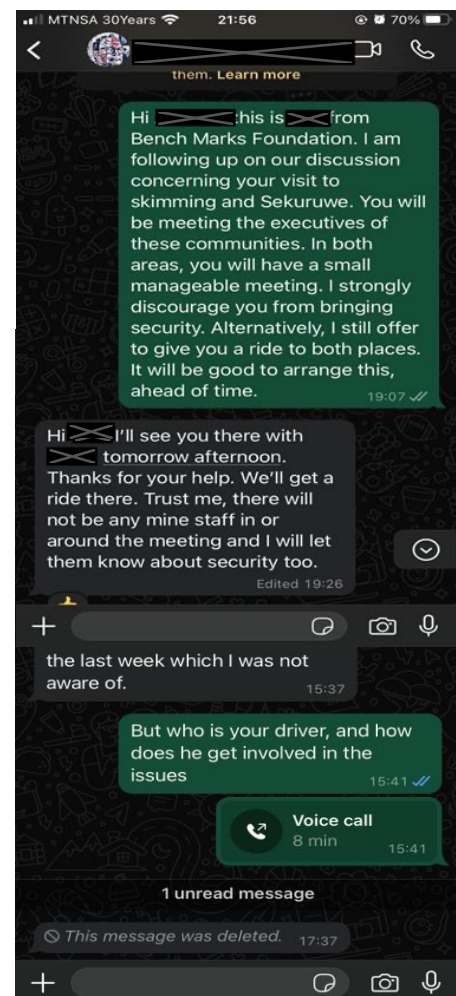 MTNSA 30Years 21:56 70%
them. Learn more
Hi this is from
Bench Marks Foundation. I am
following up on our discussion
concerning your visit to
skimming and Sekuruwe. You will
be meeting the executives of
these communities. In both
areas, you will have a small
manageable meeting. I strongly
discourage you from bringing
security. Alternatively, I still offer
to give you a ride to both places.
It will be good to arrange this,
ahead of time.
19:07
Hi I'll see you there with
tomorrow afternoon.
Thanks for your help. We'll get a
ride there. Trust me, there will
not be any mine staff in or
around the meeting and I will let
them know about security too.
Edited 19:26
the last week which I was not
aware of.
15:37
But who is your driver, and how
does he get involved in the
issues
15:41
Voice call
8 min
15:41
1 unread message
This message was deleted. 17:37